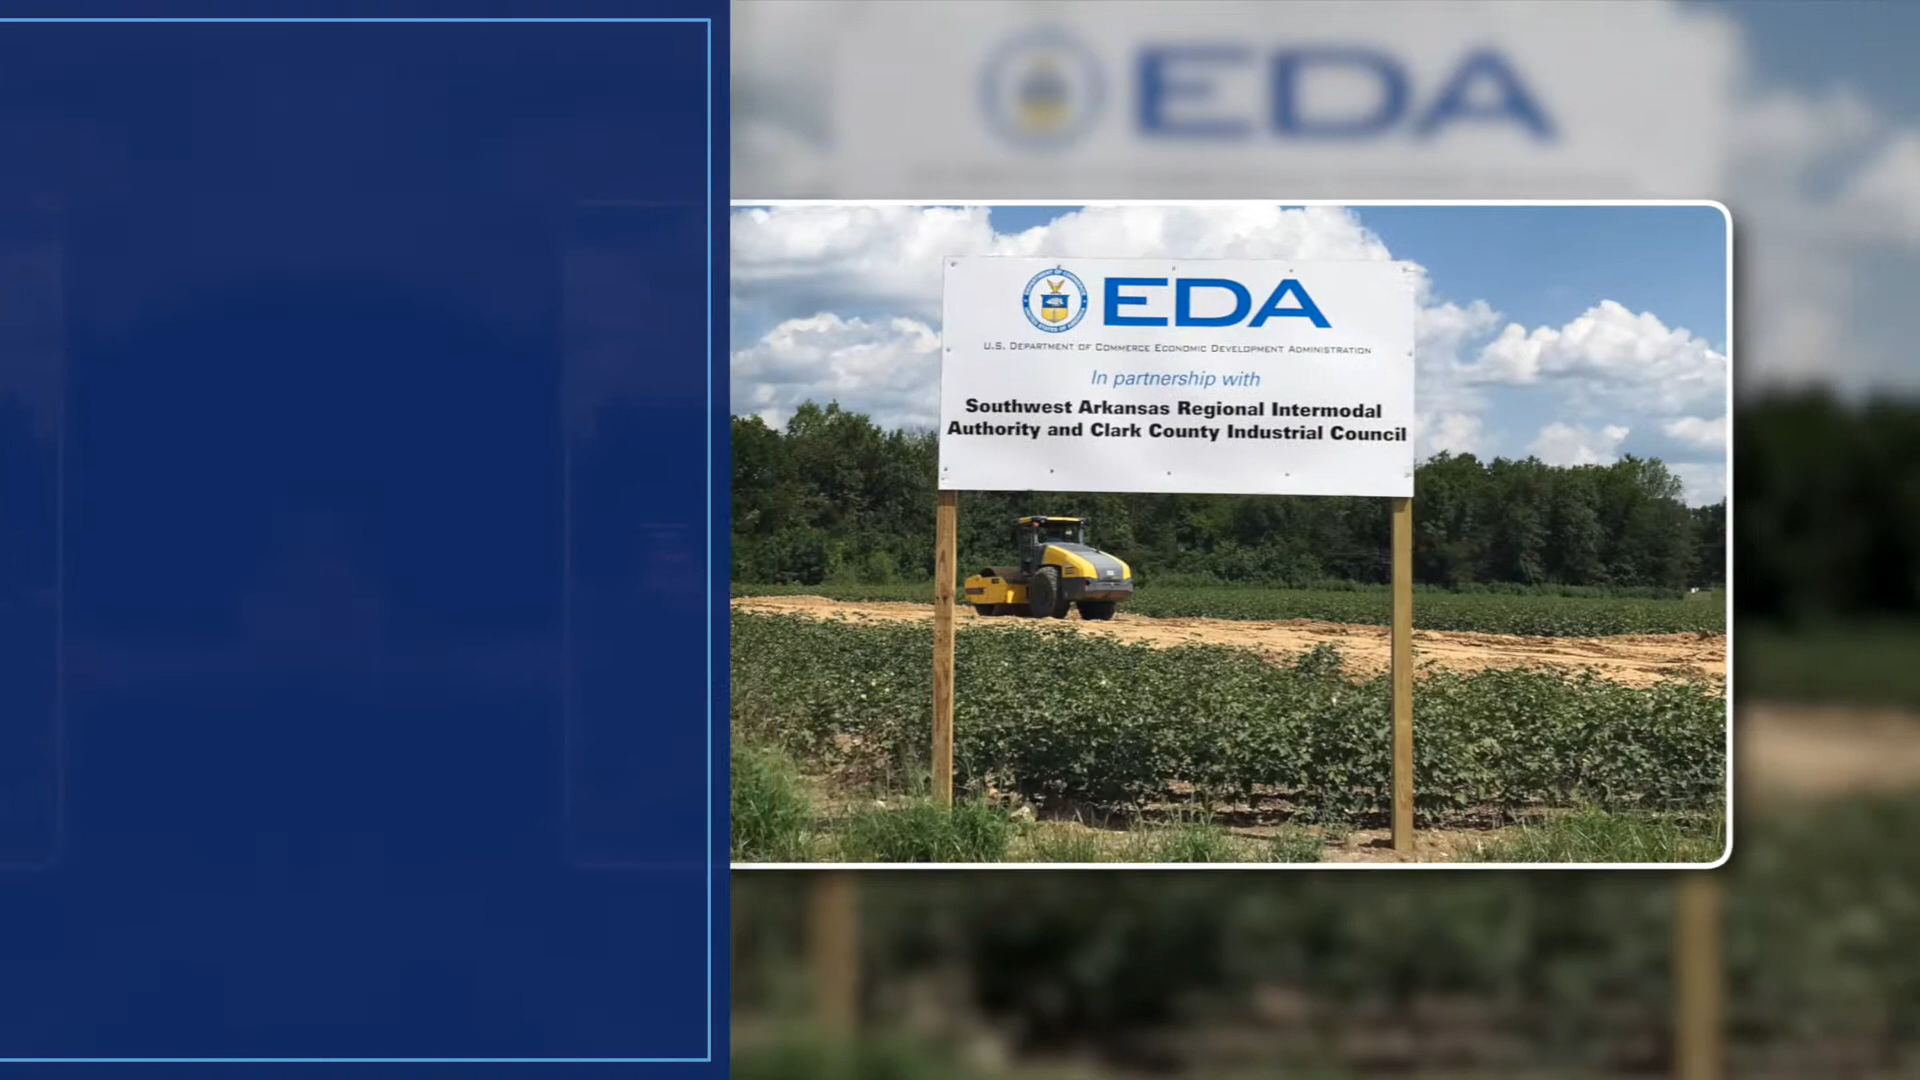 EDA
EDA
U.S. Department of Commerce Economic Development Administration
In partnership with
Southwest Arkansas Regional Intermodal
Authority and Clark County Industrial Council